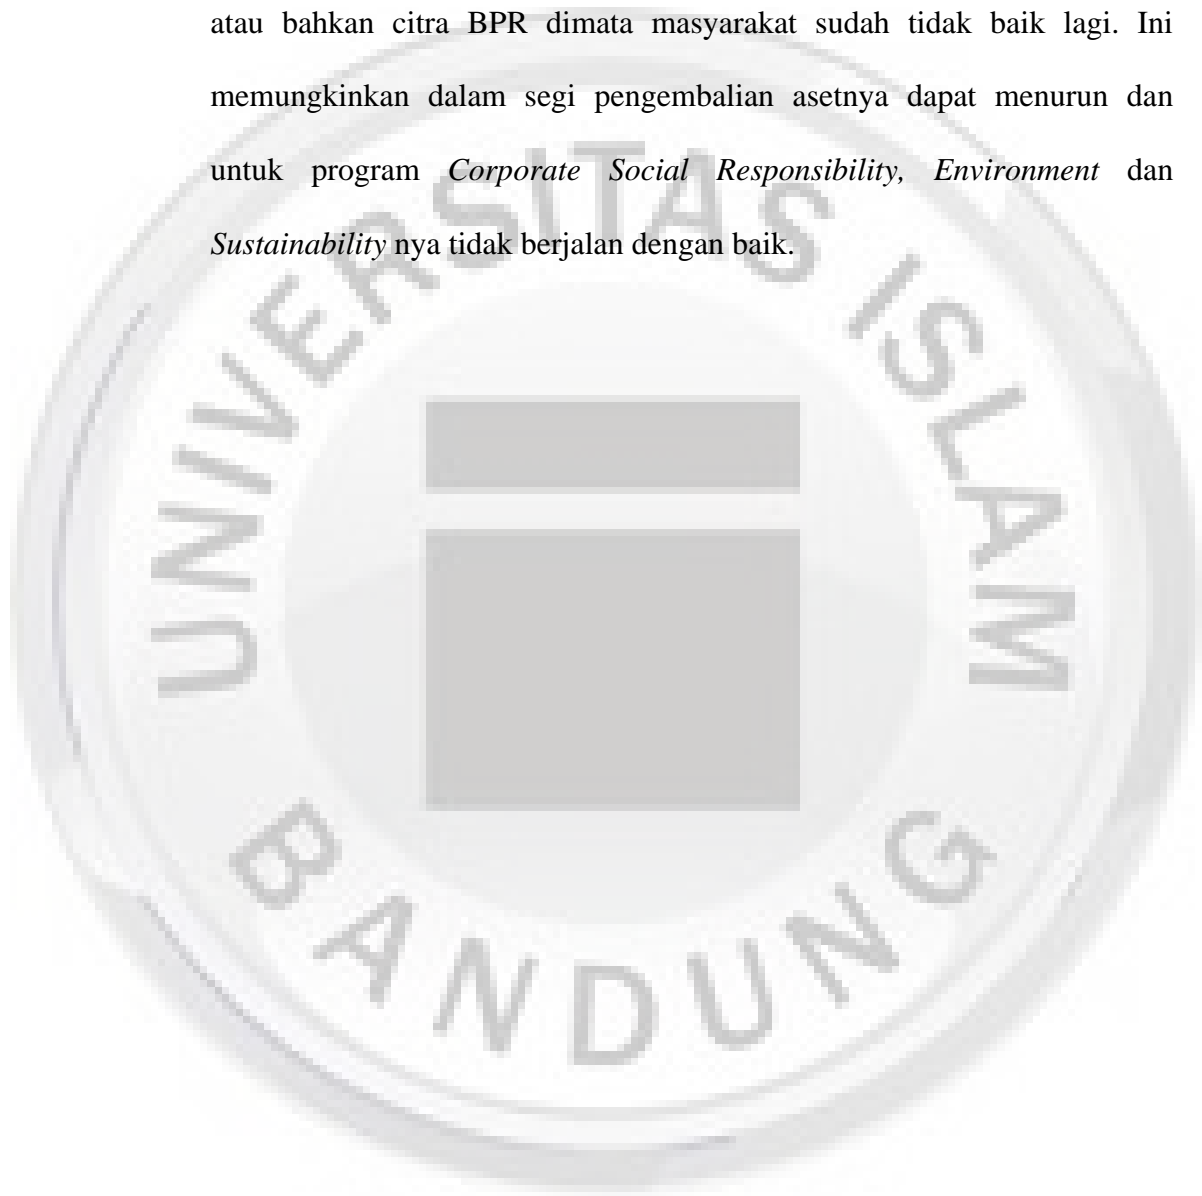 atau bahkan citra BPR dimata masyarakat sudah tidak baik lagi. Ini
memungkinkan dalam segi pengembalian asetnya dapat menurun dan
untuk program Corporate Social Responsibility, Environment dan
Sustainability nya tidak berjalan dengan baik.
UNIVERSITAS ISLAM
BANDUNG